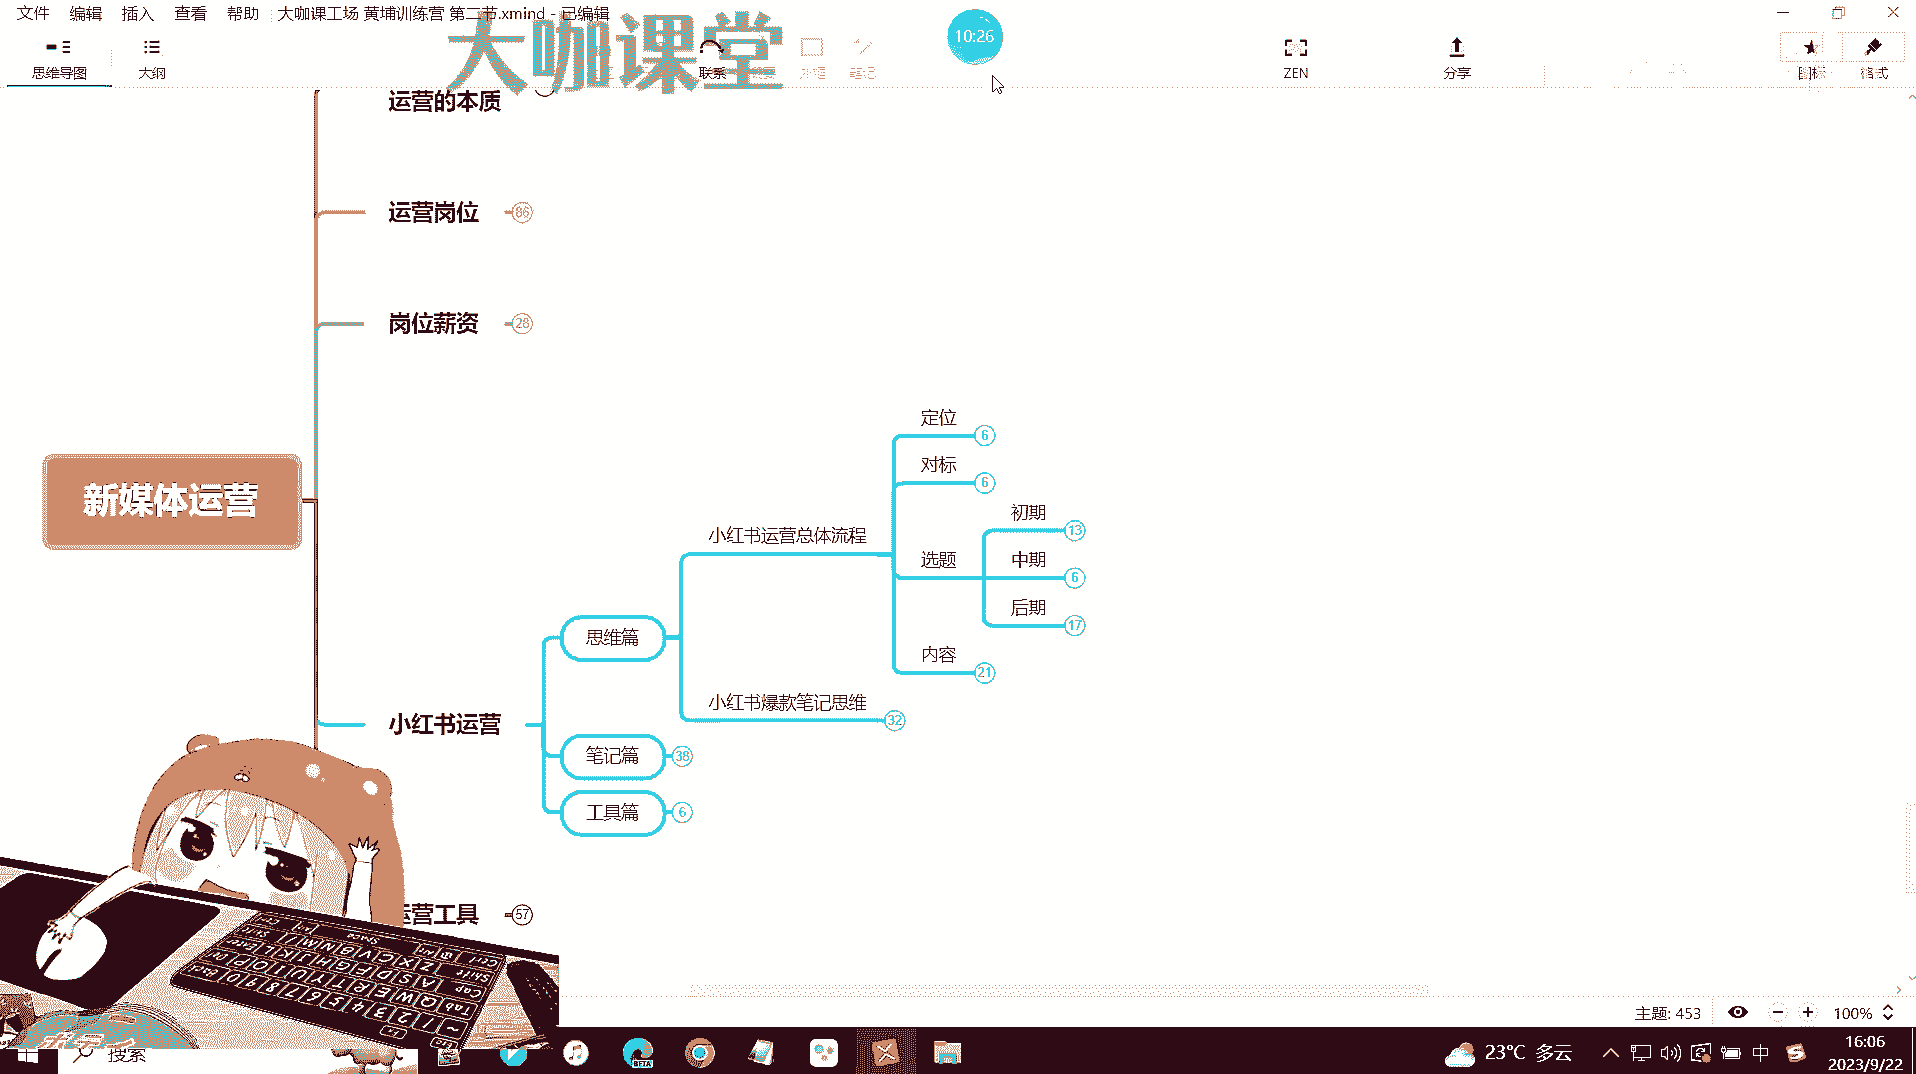 文件 编辑 插入 查看 帮助 大咖课工场 黄埔训练营 第二节.xmind - 已编辑
大咖课堂
10:26
思维导图 大纲 联系 ZEN 分享 图标 格式
运营的本质
运营岗位 86
岗位薪资 28
定位 6
对标 6
初期 13
新媒体运营
小红书运营总体流程
选题
中期 6
后期 17
思维篇
内容 21
小红书爆款笔记思维 32
小红书运营
笔记篇 38
工具篇 6
运营工具 57
主题: 453 100%
搜索
BETA
23°C 多云
中
16:06
2023/9/22